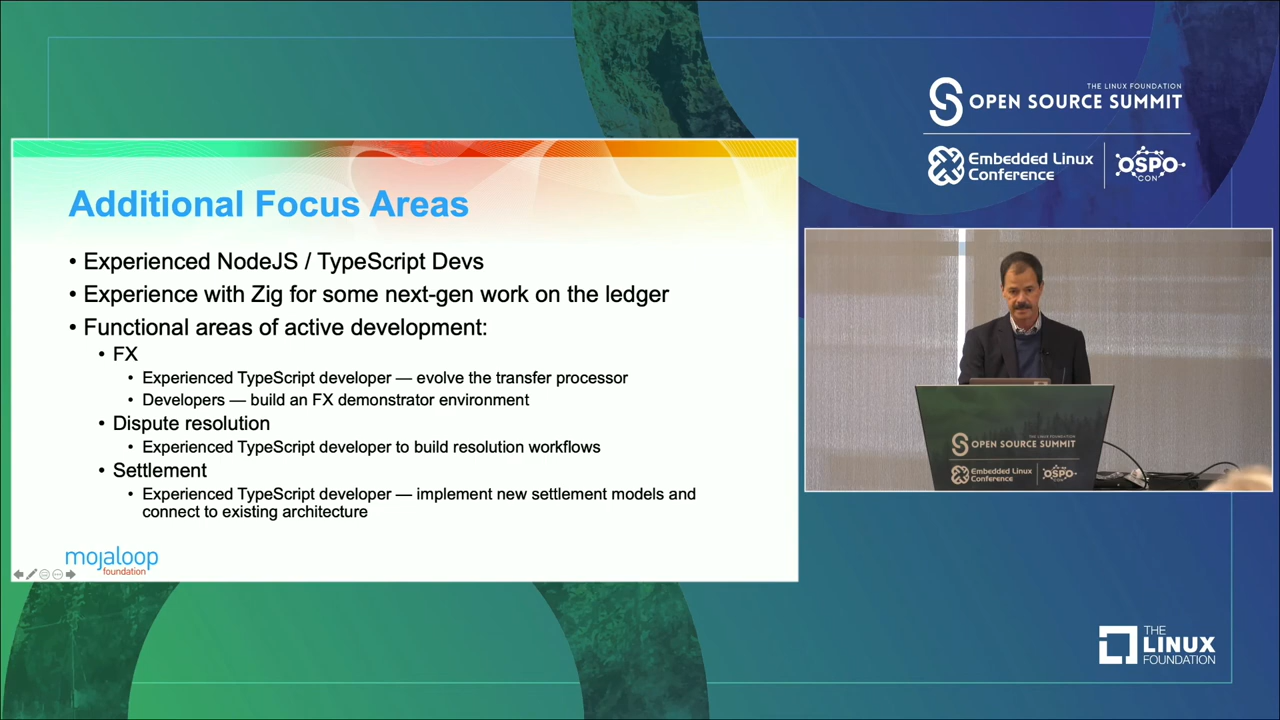 THE LINUX FOUNDATION
OPEN SOURCE SUMMIT
Embedded Linux
Conference
OSPO
CON
Additional Focus Areas
• Experienced NodeJS / TypeScript Devs
• Experience with Zig for some next-gen work on the ledger
• Functional areas of active development:
• FX
• Experienced TypeScript developer — evolve the transfer processor
• Developers — build an FX demonstrator environment
• Dispute resolution
• Experienced TypeScript developer to build resolution workflows
• Settlement
• Experienced TypeScript developer — implement new settlement models and
connect to existing architecture
mojaloop
foundation
THE LINUX FOUNDATION
OPEN SOURCE SUMMIT
Embedded Linux
Conference
OSPO
CON
THE
LINUX
FOUNDATION